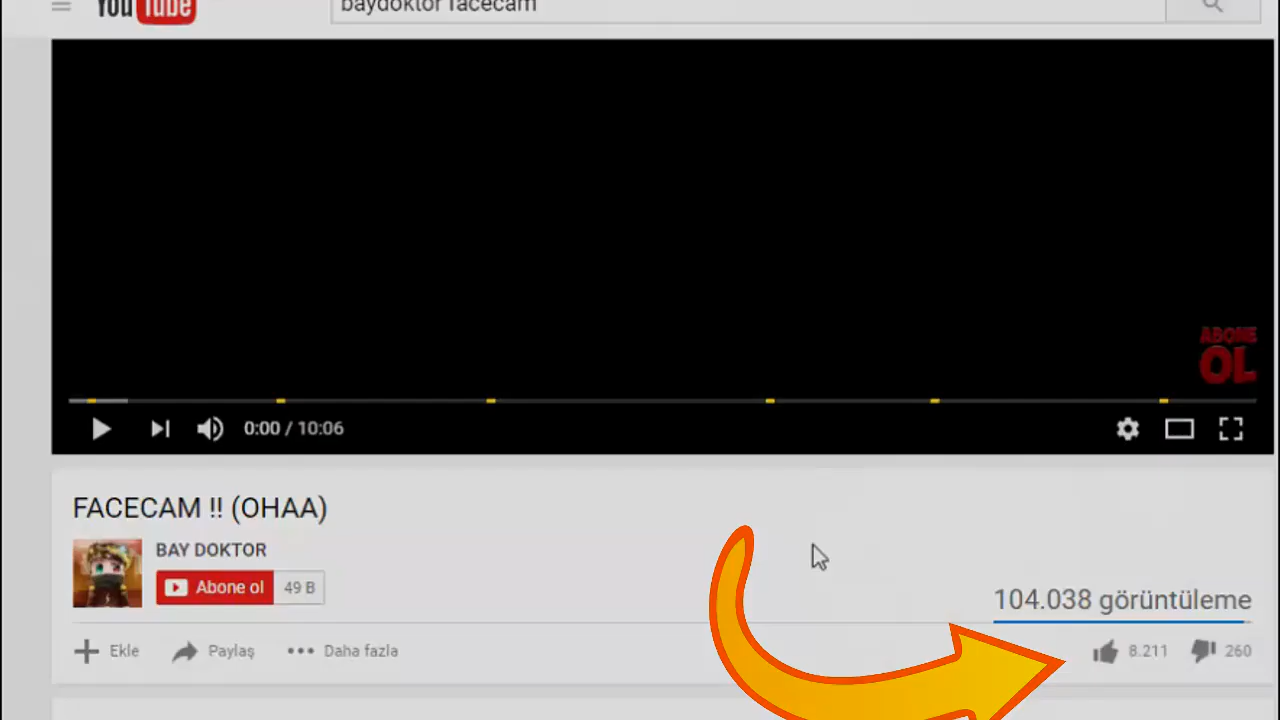 YouTube
baydoktor facecam
ABONE
OL
0:00 / 10:06
FACECAM !! (OHAA)
BAY DOKTOR
Abone ol 49 B
104.038 görüntüleme
Ekle Paylaş Daha fazla 8.211 260